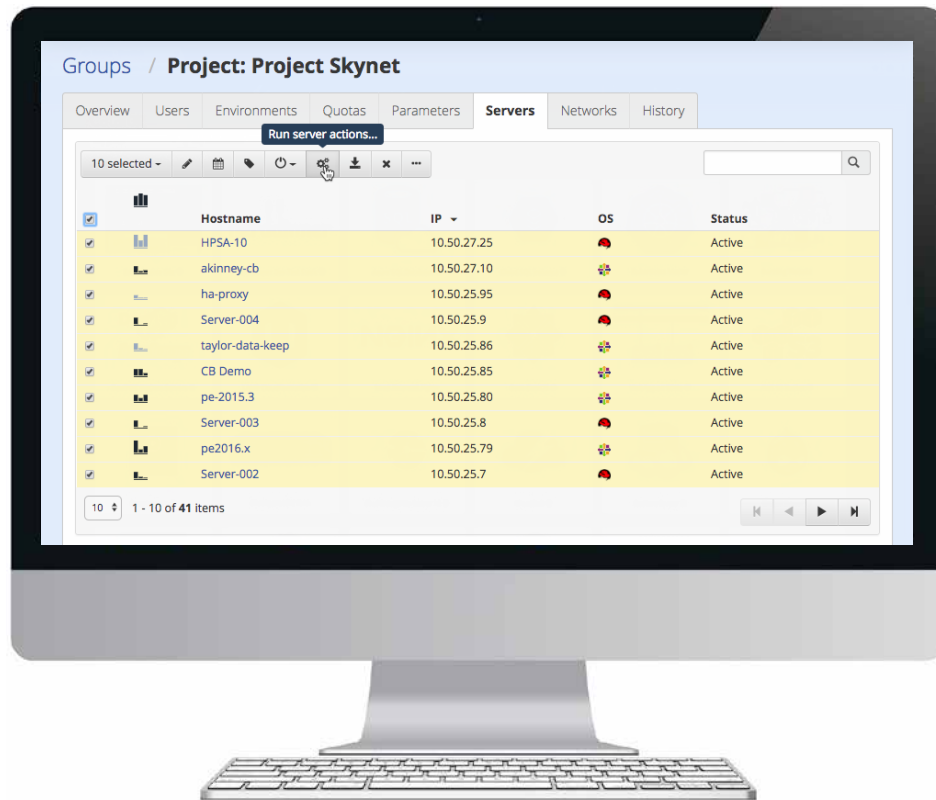 Groups / Project: Project Skynet
Overview Users Environments Quotas Parameters Servers Networks History
Run server actions...
10 selected
Hostname IP OS Status
HPSA-10 10.50.27.25 Active
akinney-cb 10.50.27.10 Active
ha-proxy 10.50.25.95 Active
Server-004 10.50.25.9 Active
taylor-data-keep 10.50.25.86 Active
CB Demo 10.50.25.85 Active
pe-2015.3 10.50.25.80 Active
Server-003 10.50.25.8 Active
pe2016.x 10.50.25.79 Active
Server-002 10.50.25.7 Active
10 1 - 10 of 41 items